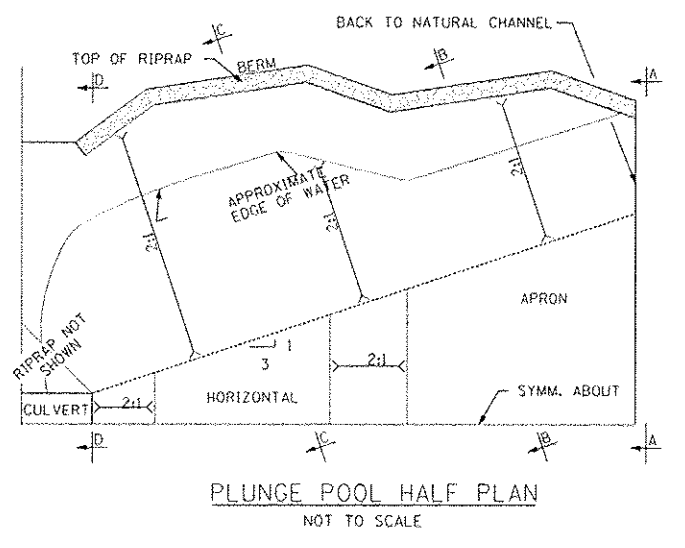 C
BACK TO NATURAL CHANNEL
TOP OF RIPRAP
BERM
B
D
A
APPROXIMATE
EDGE OF WATER
2:1
2:1
2:1
RIPRAP NOT
SHOWN
1
3
2:1
APRON
HORIZONTAL
SYMM. ABOUT
CULVERT
2:1
D
C
B
A
PLUNGE POOL HALF PLAN
NOT TO SCALE